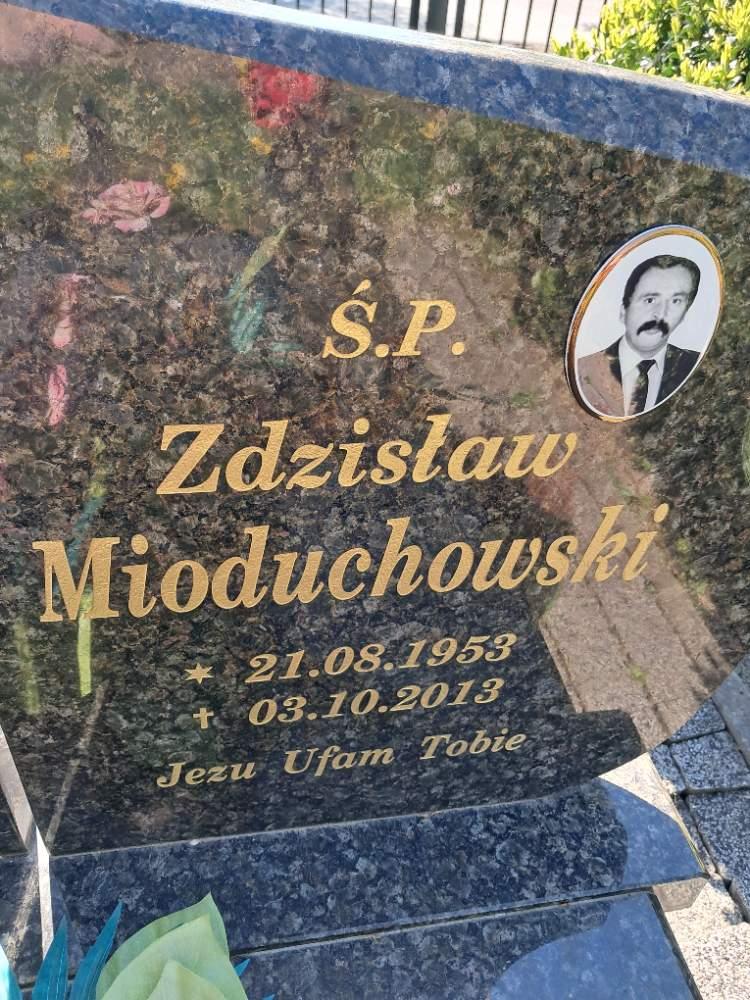 Ś.P.
Zdzisław
Mioduchowski
✶ 21.08.1953
✝ 03.10.2013
Jezu Ufam Tobie